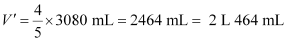 V′ = 4/5 × 3080 mL = 2464 mL = 2 L 464 mL